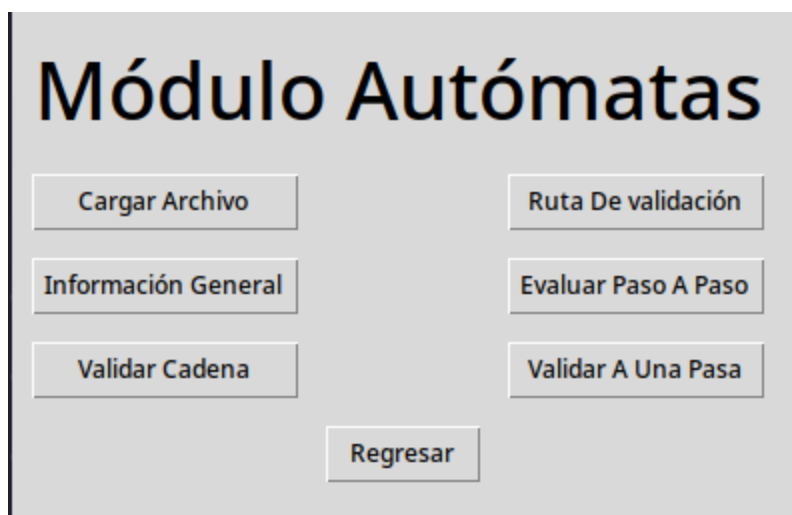 Módulo Autómatas
Cargar Archivo
Ruta De validación
Información General
Evaluar Paso A Paso
Validar Cadena
Validar A Una Pasa
Regresar